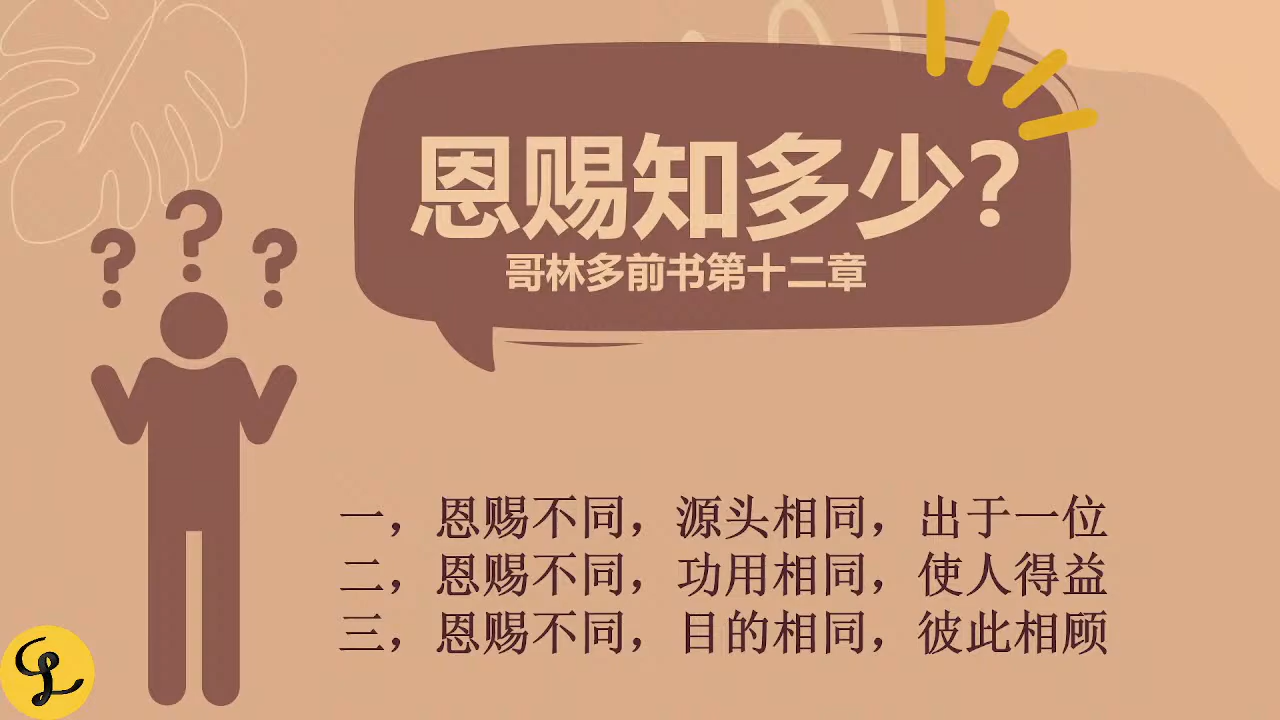 恩赐知多少?
哥林多前书第十二章
一，恩赐不同，源头相同，出于一位
二，恩赐不同，功用相同，使人得益
三，恩赐不同，目的相同，彼此相顾